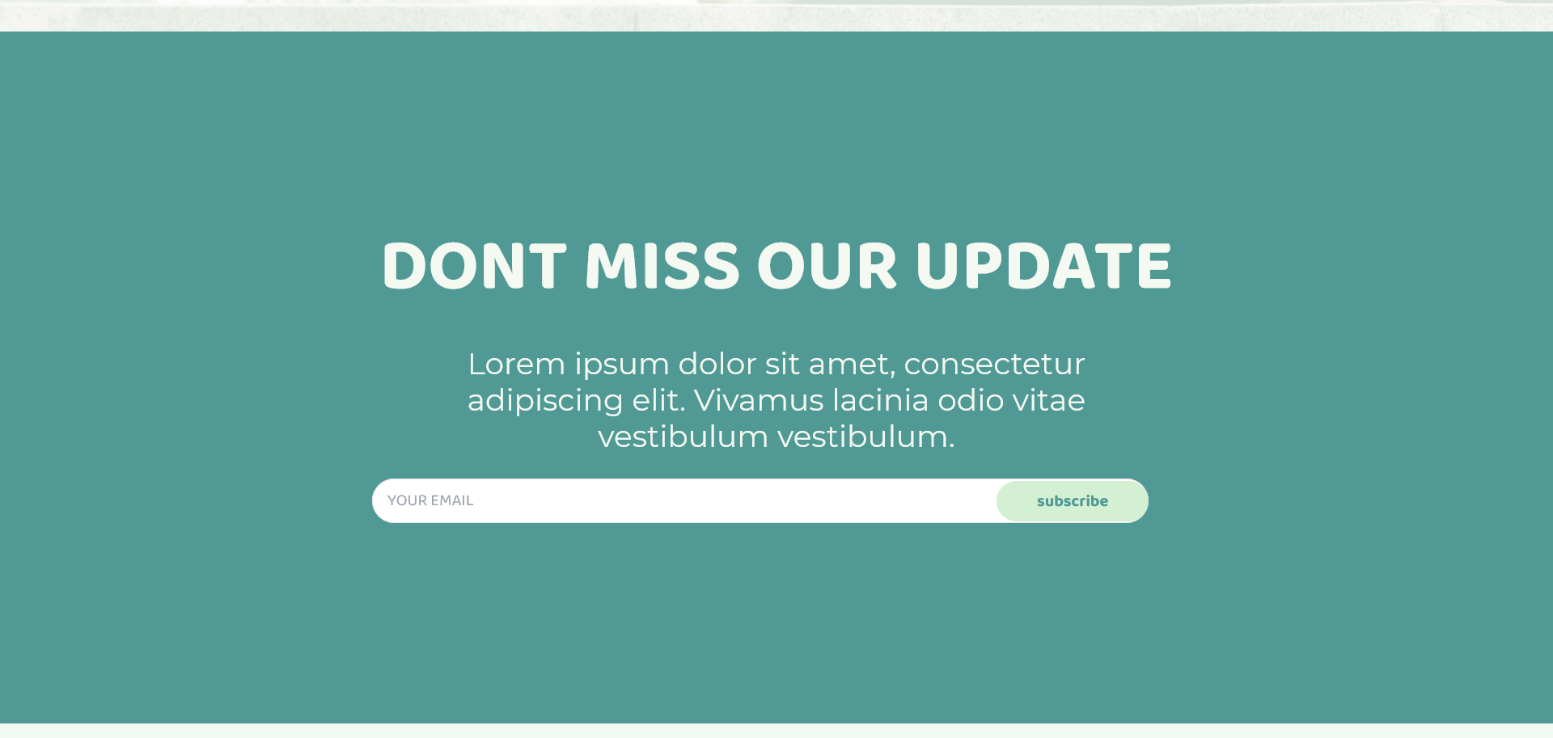 DONT MISS OUR UPDATE
Lorem ipsum dolor sit amet, consectetur
adipiscing elit. Vivamus lacinia odio vitae
vestibulum vestibulum.
YOUR EMAIL
subscribe